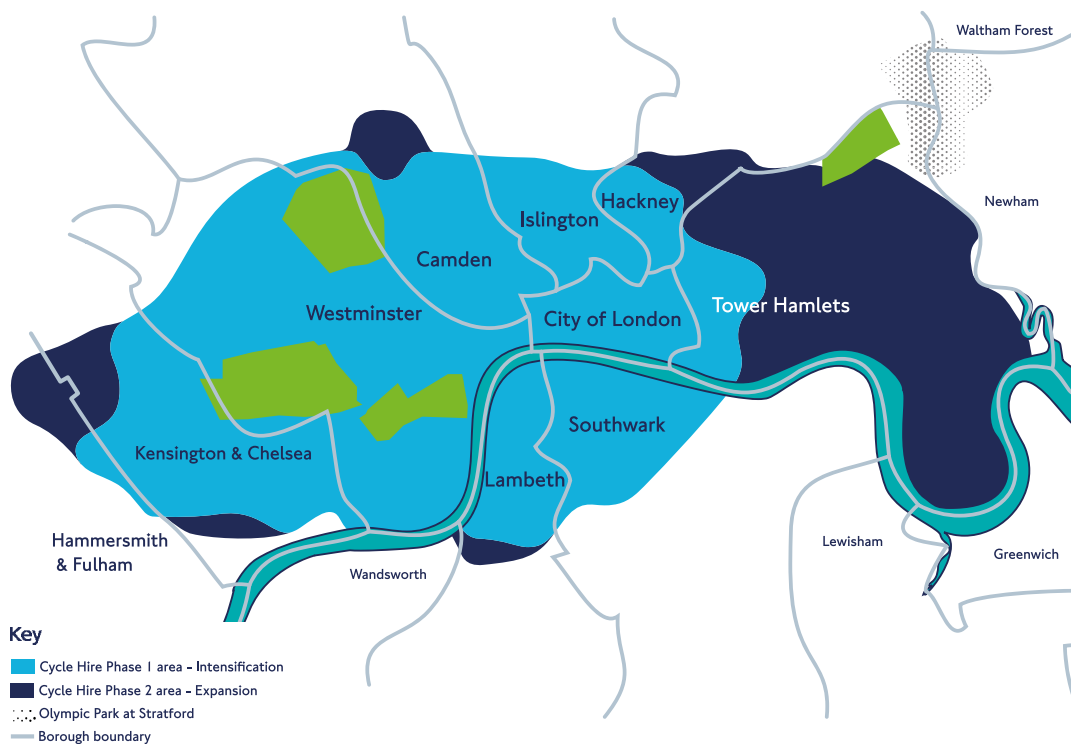 Waltham Forest
Hackney
Newham
Islington
Camden
Tower Hamlets
Westminster
City of London
Southwark
Kensington & Chelsea
Lambeth
Hammersmith
& Fulham
Lewisham
Greenwich
Wandsworth
Key
Cycle Hire Phase 1 area - Intensification
Cycle Hire Phase 2 area - Expansion
Olympic Park at Stratford
Borough boundary